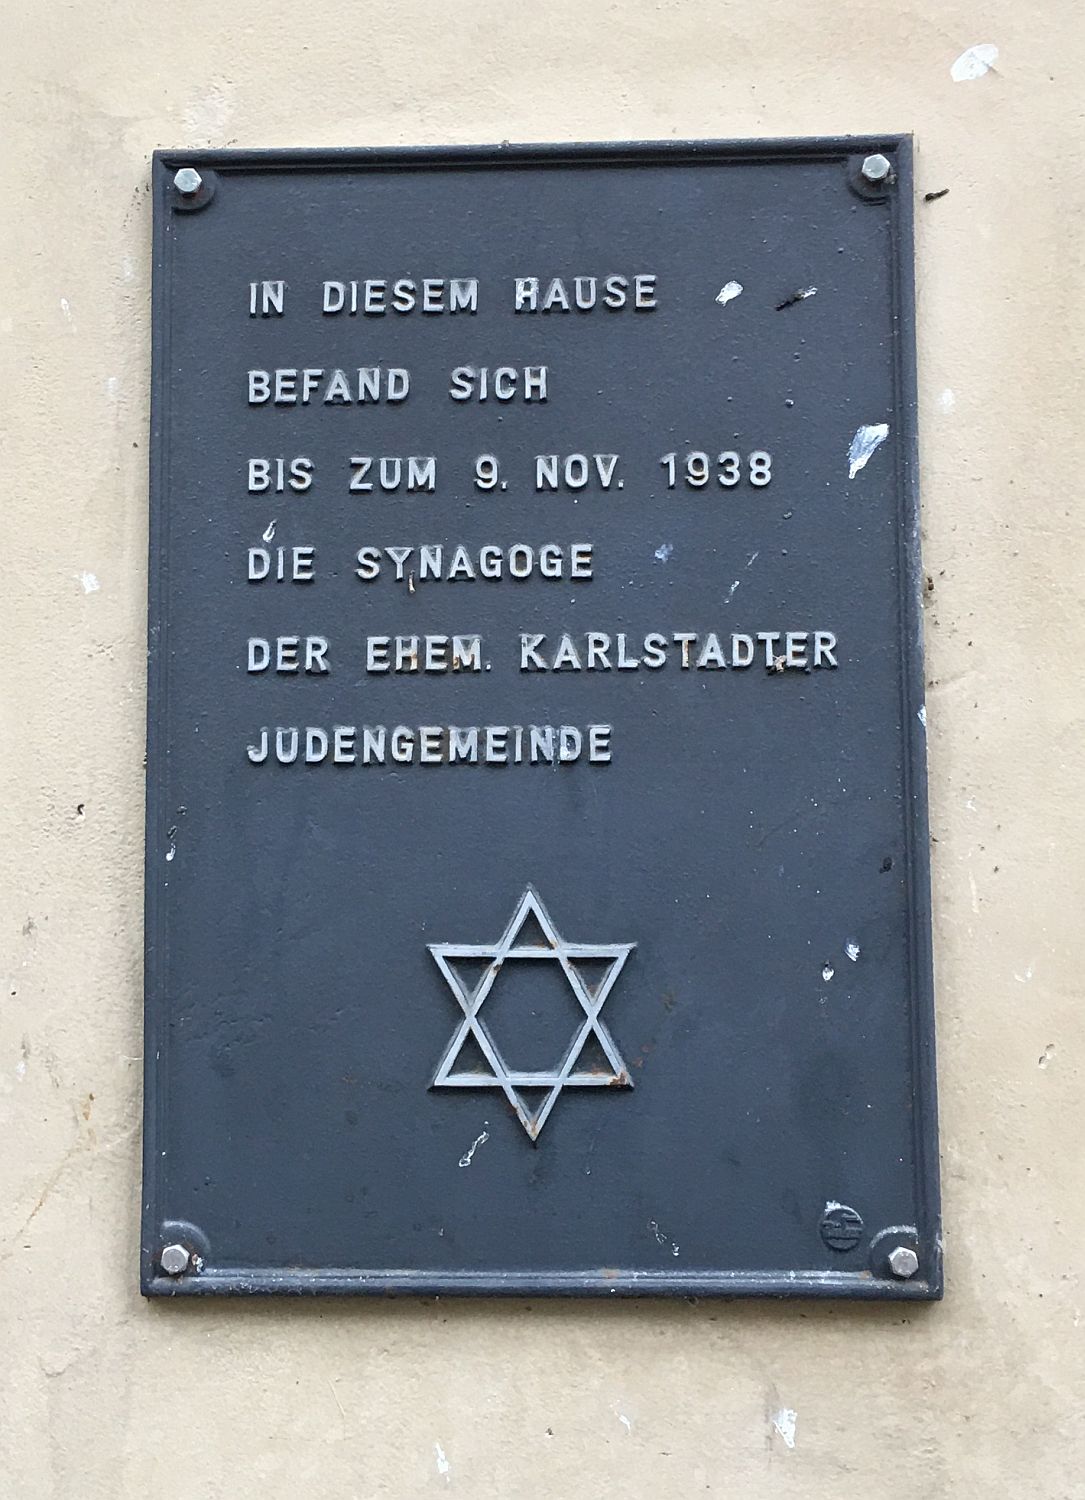 IN DIESEM HAUSE
BEFAND SICH
BIS ZUM 9. NOV. 1938
DIE SYNAGOGE
DER EHEM. KARLSTADTER
JUDENGEMEINDE